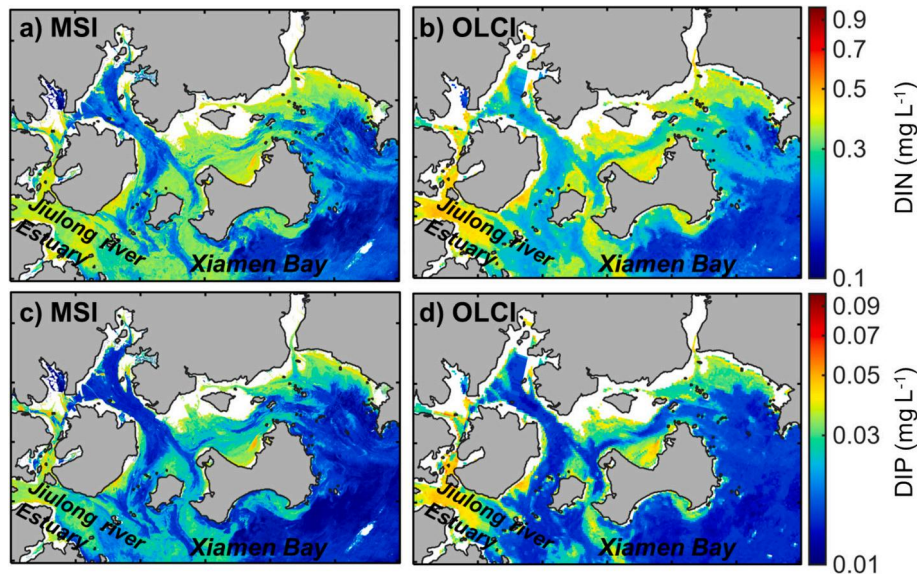 a) MSI
Jiulong river
Estuary
Xiamen Bay
b) OLCI
Jiulong river
Estuary
Xiamen Bay
0.9
0.7
0.5
0.3
0.1
DIN (mg L-1)
c) MSI
Jiulong river
Estuary
Xiamen Bay
d) OLCI
Jiulong river
Estuary
Xiamen Bay
0.09
0.07
0.05
0.03
0.01
DIP (mg L-1)